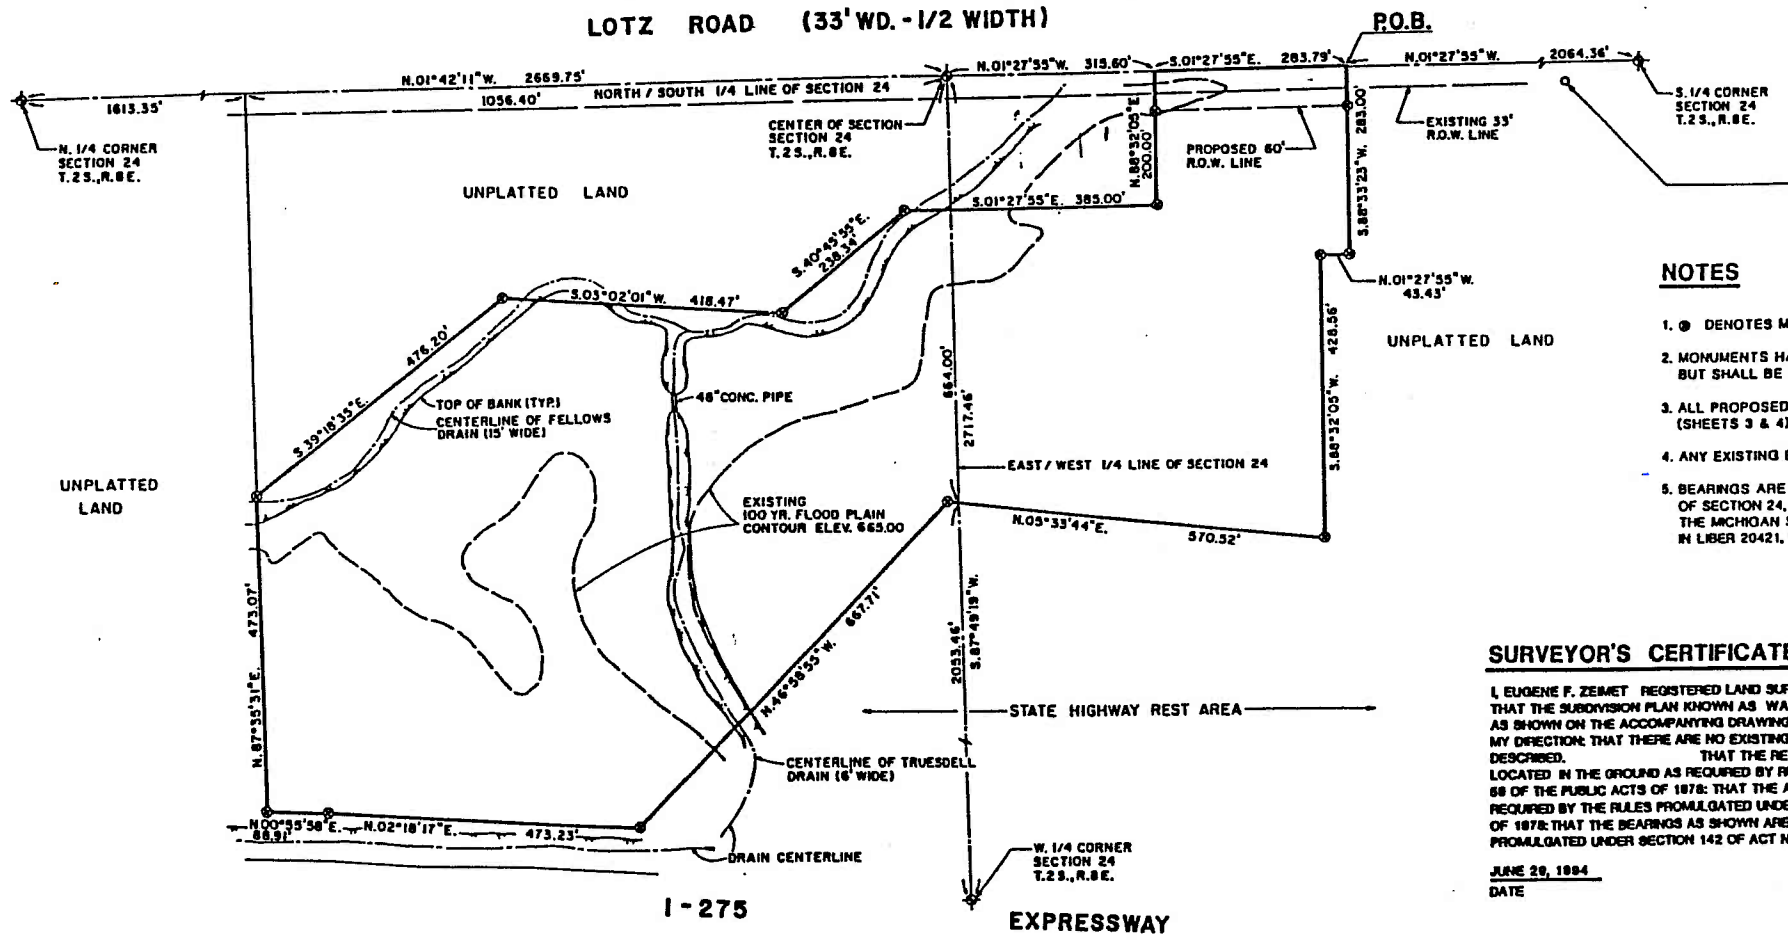 LOTZ ROAD (33' WD. - 1/2 WIDTH)
P.O.B.
N.01°42'11"W. 2669.75'
N.01°27'55"W. 315.60'
S.01°27'55"E. 283.79'
N.01°27'55"W. 2064.36'
1613.35'
1056.40'
NORTH / SOUTH 1/4 LINE OF SECTION 24
N. 1/4 CORNER
SECTION 24
T.2S.,R.8E.
CENTER OF SECTION
SECTION 24
T.2S.,R.8E.
S. 1/4 CORNER
SECTION 24
T.2S.,R.8E.
EXISTING 33'
R.O.W. LINE
PROPOSED 60'
R.O.W. LINE
N.88°32'05"E
200.00'
S.88°33'23"W. 283.00'
UNPLATTED LAND
S.01°27'55"E. 385.00'
S.40°45'55"E.
238.34'
N.01°27'55"W.
43.43'
S.03°02'01"W. 418.47'
S.39°18'35"E. 476.20'
UNPLATTED LAND
S.88°32'05"W. 428.56'
664.00'
2717.46'
TOP OF BANK (TYP.)
CENTERLINE OF FELLOWS
DRAIN (15' WIDE)
48" CONC. PIPE
EAST / WEST 1/4 LINE OF SECTION 24
UNPLATTED
LAND
EXISTING
100 YR. FLOOD PLAIN
CONTOUR ELEV. 665.00
N.05°33'44"E. 570.52'
N.87°35'31"E. 473.07'
N.46°58'55"W. 667.71'
2053.46'
S.87°49'19"W.
STATE HIGHWAY REST AREA
CENTERLINE OF TRUESDELL
DRAIN (6' WIDE)
N.00°55'58"E.
88.91'
N.02°18'17"E. 473.23'
DRAIN CENTERLINE
W. 1/4 CORNER
SECTION 24
T.2S.,R.8E.
I-275
EXPRESSWAY
NOTES
1. DENOTES M
2. MONUMENTS HA
BUT SHALL BE
3. ALL PROPOSED
(SHEETS 3 & 4)
4. ANY EXISTING E
5. BEARINGS ARE
OF SECTION 24,
THE MICHIGAN S
IN LIBER 20421,
SURVEYOR'S CERTIFICATE
I, EUGENE F. ZEIMET REGISTERED LAND SUR
THAT THE SUBDIVISION PLAN KNOWN AS WA
AS SHOWN ON THE ACCOMPANYING DRAWING
MY DIRECTION: THAT THERE ARE NO EXISTING
DESCRIBED. THAT THE RE
LOCATED IN THE GROUND AS REQUIRED BY R
59 OF THE PUBLIC ACTS OF 1978: THAT THE A
REQUIRED BY THE RULES PROMULGATED UNDE
OF 1978: THAT THE BEARINGS AS SHOWN ARE
PROMULGATED UNDER SECTION 142 OF ACT N
JUNE 29, 1994
DATE